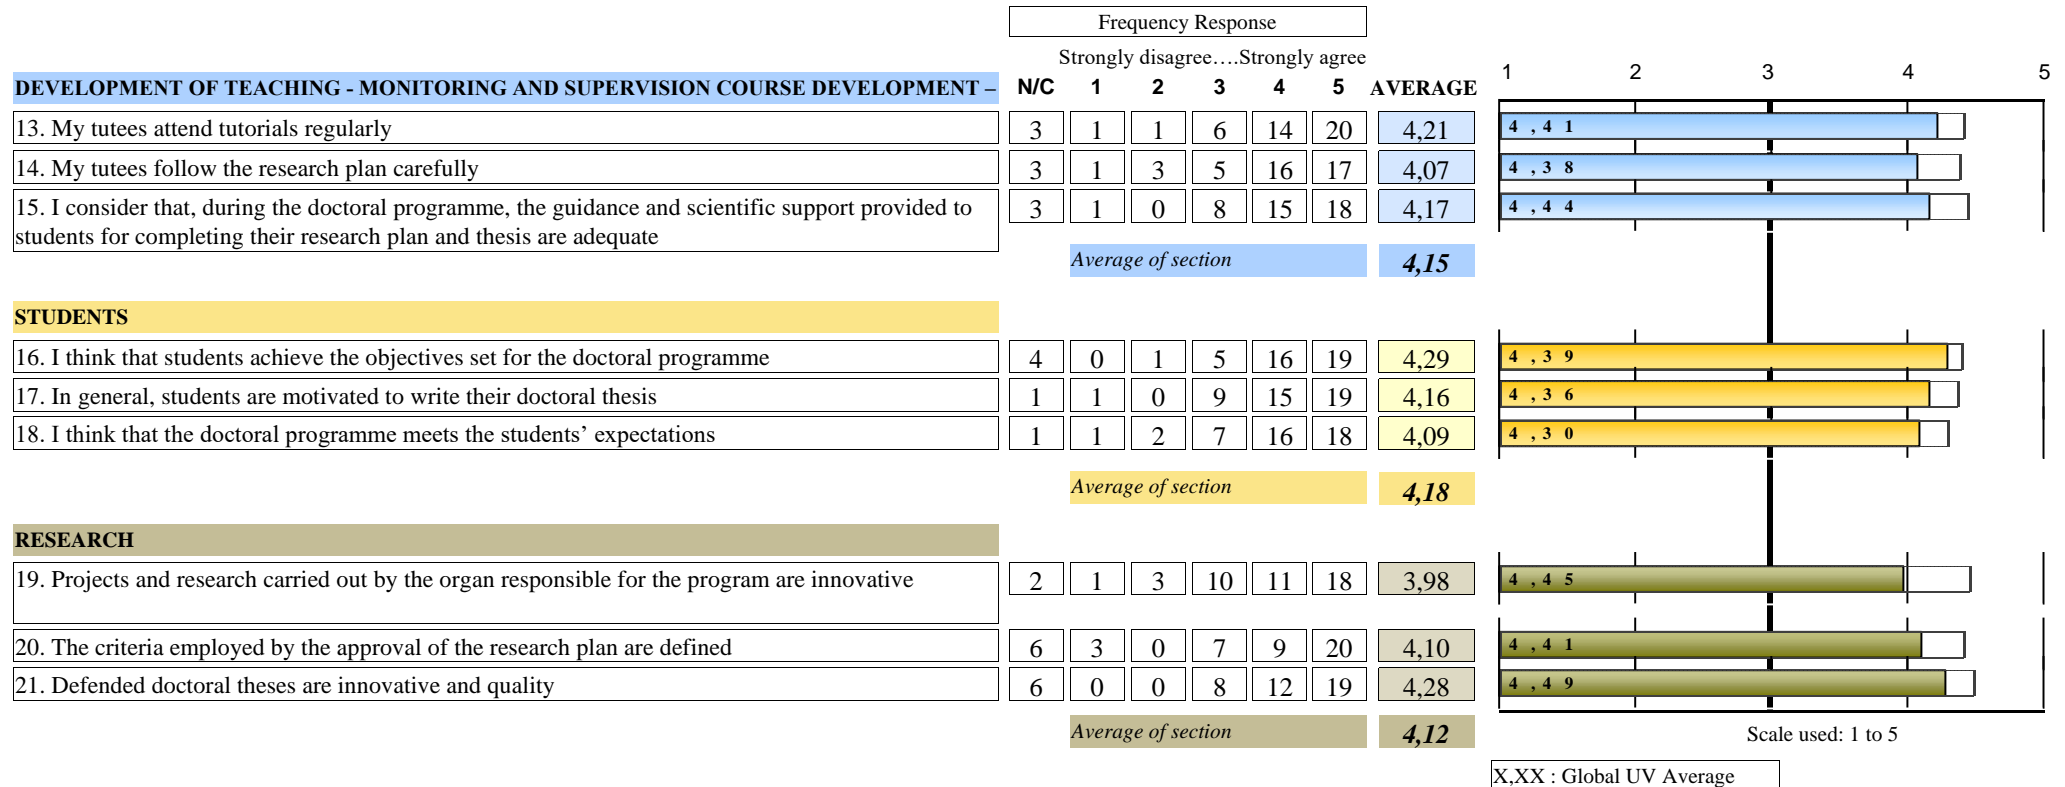 Frequency Response
Strongly disagree….Strongly agree
DEVELOPMENT OF TEACHING - MONITORING AND SUPERVISION COURSE DEVELOPMENT – N/C 1 2 3 4 5 AVERAGE 1 2 3 4 5
13. My tutees attend tutorials regularly 3 1 1 6 14 20 4,21 4,41
14. My tutees follow the research plan carefully 3 1 3 5 16 17 4,07 4,38
15. I consider that, during the doctoral programme, the guidance and scientific support provided to 3 1 0 8 15 18 4,17 4,44
students for completing their research plan and thesis are adequate
Average of section 4,15
STUDENTS
16. I think that students achieve the objectives set for the doctoral programme 4 0 1 5 16 19 4,29 4,39
17. In general, students are motivated to write their doctoral thesis 1 1 0 9 15 19 4,16 4,36
18. I think that the doctoral programme meets the students’ expectations 1 1 2 7 16 18 4,09 4,30
Average of section 4,18
RESEARCH
19. Projects and research carried out by the organ responsible for the program are innovative 2 1 3 10 11 18 3,98 4,45
20. The criteria employed by the approval of the research plan are defined 6 3 0 7 9 20 4,10 4,41
21. Defended doctoral theses are innovative and quality 6 0 0 8 12 19 4,28 4,49
Average of section 4,12
Scale used: 1 to 5
X,XX : Global UV Average